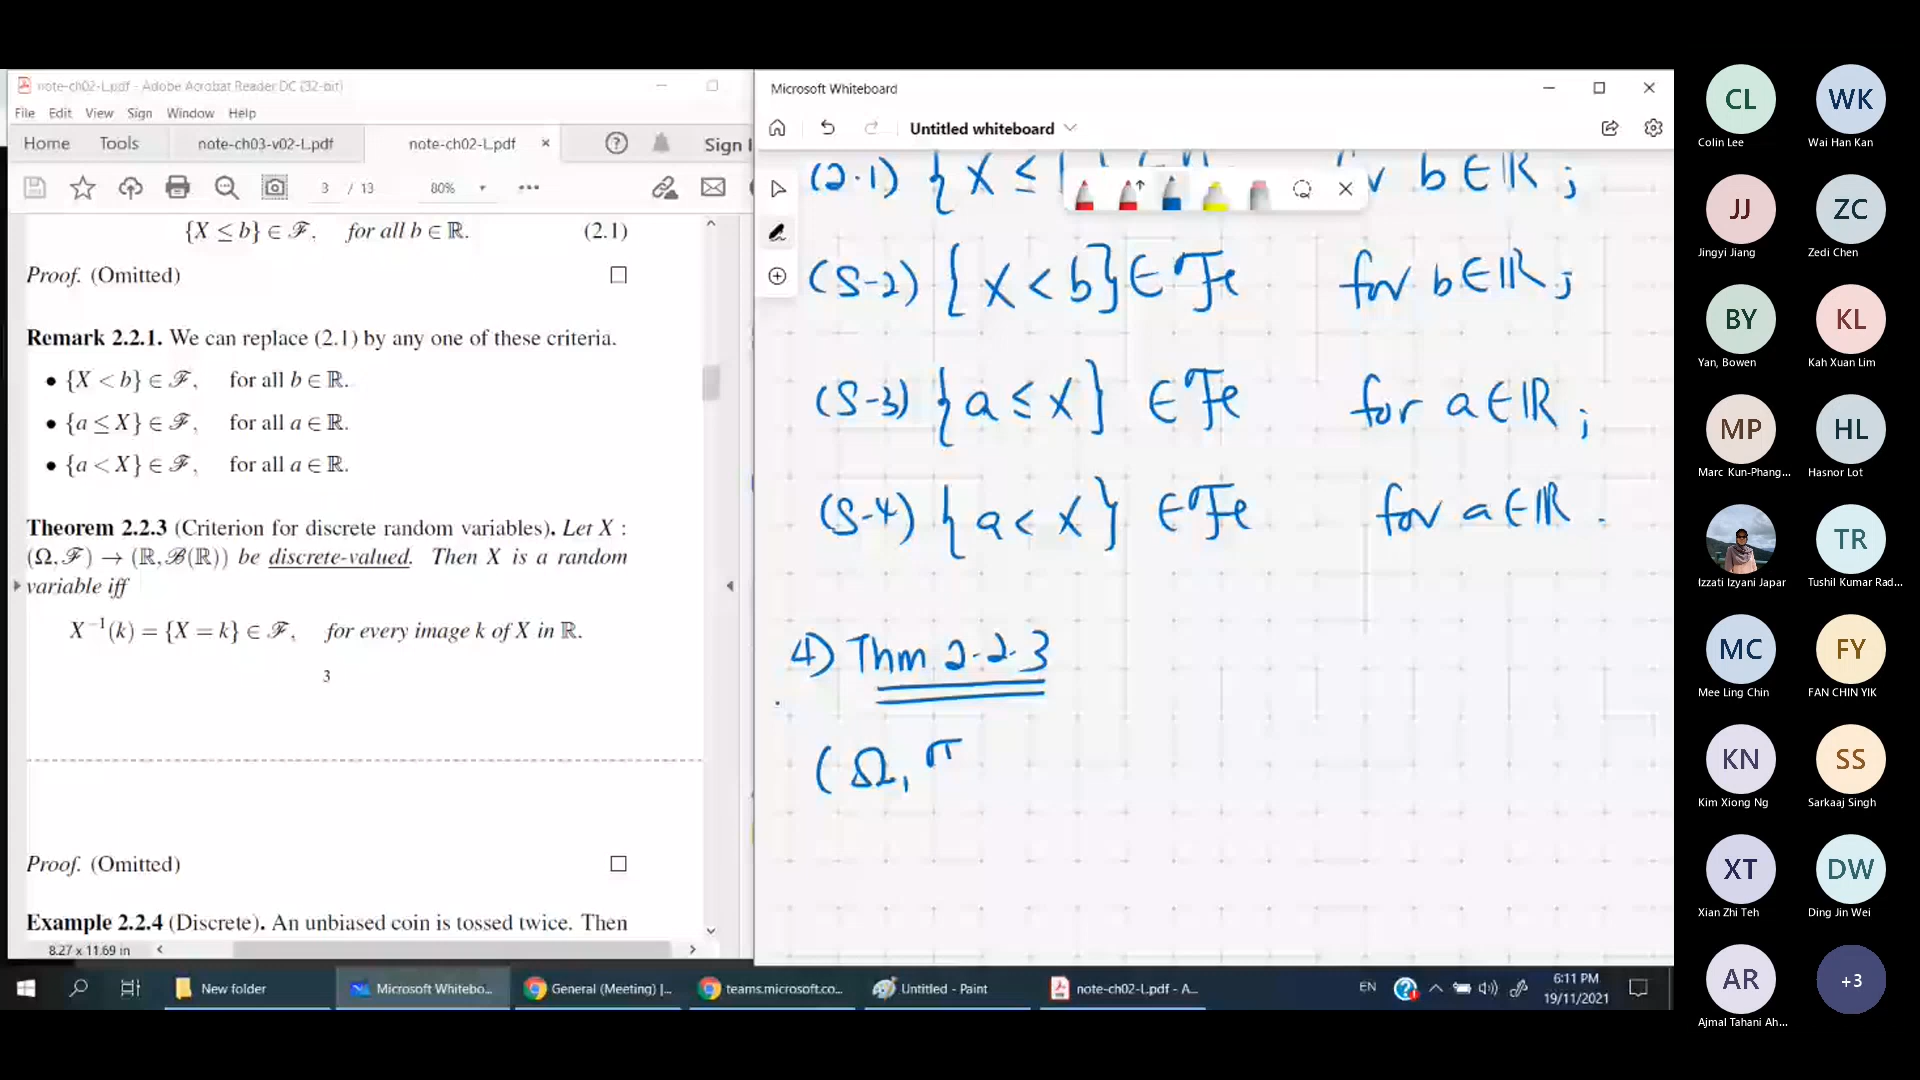 note-ch02-L.pdf - Adobe Acrobat Reader DC (32-bit)
File Edit View Sign Window Help
Home Tools note-ch03-v02-L.pdf note-ch02-L.pdf × Sign I
3 / 13 80%
{X ≤ b} ∈ ℱ, for all b ∈ ℝ. (2.1)
Proof. (Omitted) □
Remark 2.2.1. We can replace (2.1) by any one of these criteria.
• {X < b} ∈ ℱ, for all b ∈ ℝ.
• {a ≤ X} ∈ ℱ, for all a ∈ ℝ.
• {a < X} ∈ ℱ, for all a ∈ ℝ.
Theorem 2.2.3 (Criterion for discrete random variables). Let X :
(Ω, ℱ) → (ℝ, ℬ(ℝ)) be discrete-valued. Then X is a random
variable iff
X⁻¹(k) = {X = k} ∈ ℱ, for every image k of X in ℝ.
3
Proof. (Omitted) □
Example 2.2.4 (Discrete). An unbiased coin is tossed twice. Then
8.27 x 11.69 in
Microsoft Whiteboard
Untitled whiteboard
(2.1) { X ≤ b ∈ ℝ ;
(S-2) { X < b } ∈ ℱe for b ∈ ℝ ;
(S-3) { a ≤ X } ∈ ℱe for a ∈ ℝ ;
(S-4) { a < X } ∈ ℱe for a ∈ ℝ .
4) Thm 2.2.3
( Ω,
CL
Colin Lee
WK
Wai Han Kan
JJ
Jingyi Jiang
ZC
Zedi Chen
BY
Yan, Bowen
KL
Kah Xuan Lim
MP
Marc Kun-Phang...
HL
Hasnor Lot
Izzati Izyani Japar
TR
Tushil Kumar Rad...
MC
Mee Ling Chin
FY
FAN CHIN YIK
KN
Kim Xiong Ng
SS
Sarkaaj Singh
XT
Xian Zhi Teh
DW
Ding Jin Wei
AR
Ajmal Tahani Ah...
+3
New folder
Microsoft Whitebo...
General (Meeting) |...
teams.microsoft.co...
Untitled - Paint
note-ch02-L.pdf - A...
EN
6:11 PM
19/11/2021